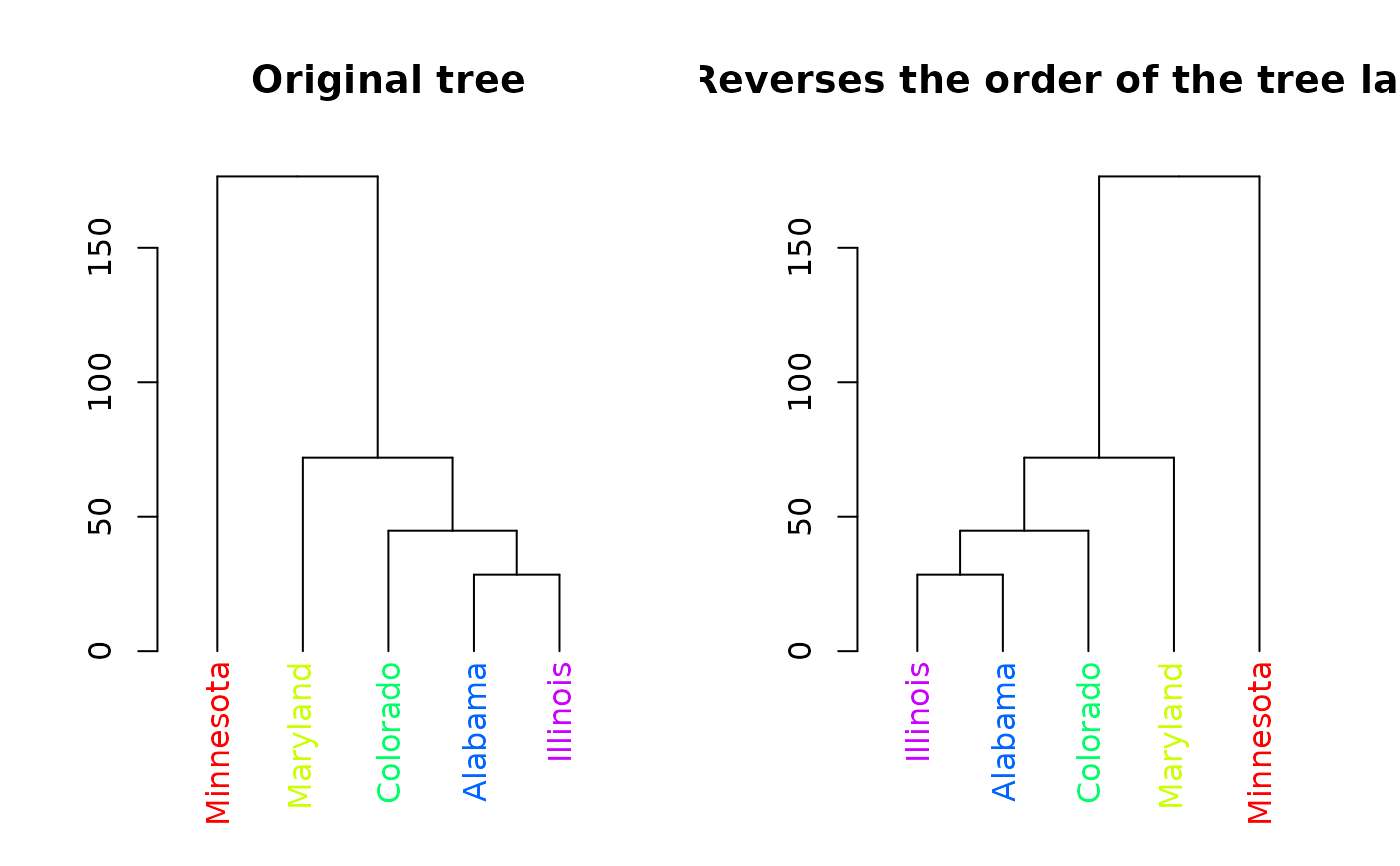 Original tree
150
100
50
0
Minnesota
Maryland
Colorado
Alabama
Illinois
Reverses the order of the tree la
150
100
50
0
Illinois
Alabama
Colorado
Maryland
Minnesota